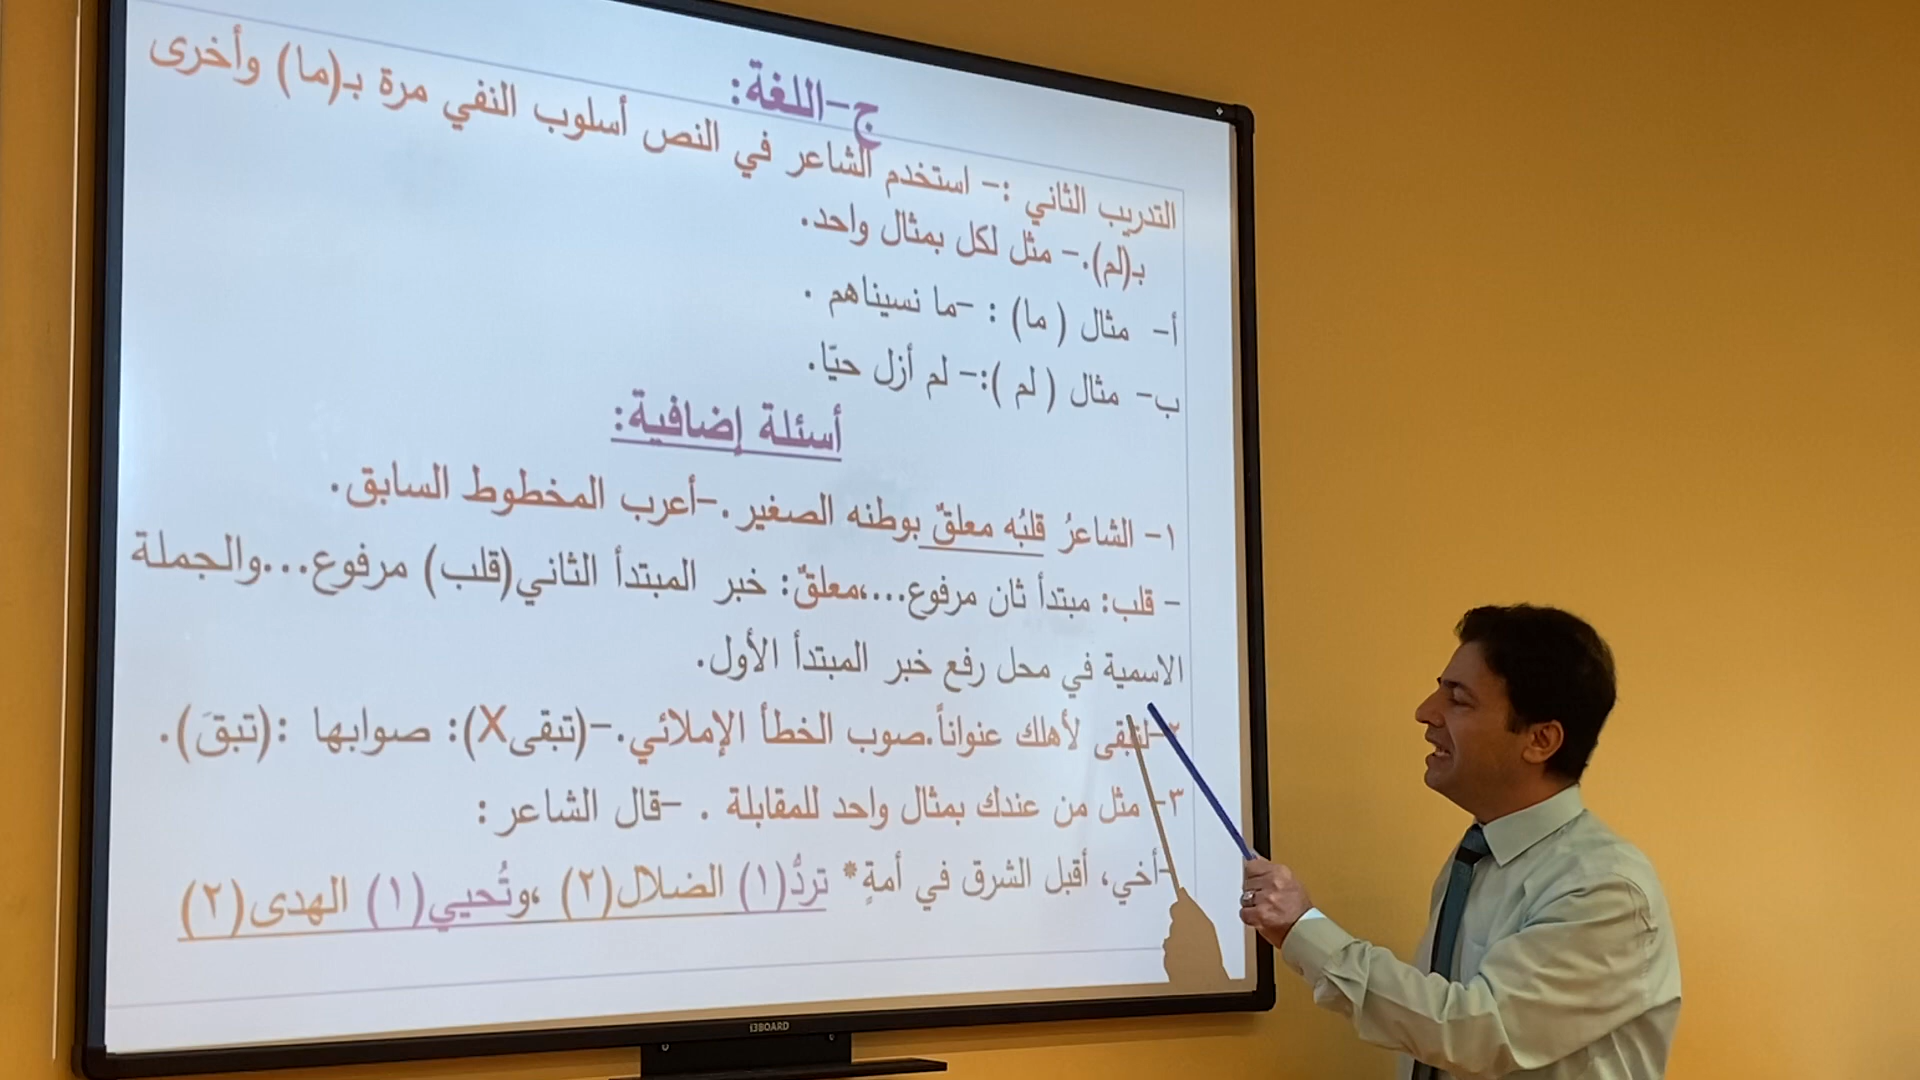 ج-اللغة:
التدريب الثاني :- استخدم الشاعر في النص أسلوب النفي مرة بـ(ما) وأخرى
بـ(لم).- مثل لكل بمثال واحد.
أ- مثال ( ما) : -ما نسيناهم .
ب- مثال ( لم ):- لم أزل حيّا.
أسئلة إضافية:
١- الشاعرُ قلبُه معلقٌ بوطنه الصغير.-أعرب المخطوط السابق.
- قلب: مبتدأ ثان مرفوع...،معلقٌ: خبر المبتدأ الثاني(قلب) مرفوع...والجملة
الاسمية في محل رفع خبر المبتدأ الأول.
٢-لتبقى لأهلك عنواناً.صوب الخطأ الإملائي.-(تبقىX): صوابها :(تبقَ).
٣- مثل من عندك بمثال واحد للمقابلة . -قال الشاعر :
-أخي، أقبل الشرق في أمةٍ* تردُّ(١) الضلال(٢) ،وتُحيي(١) الهدى(٢)
i3BOARD